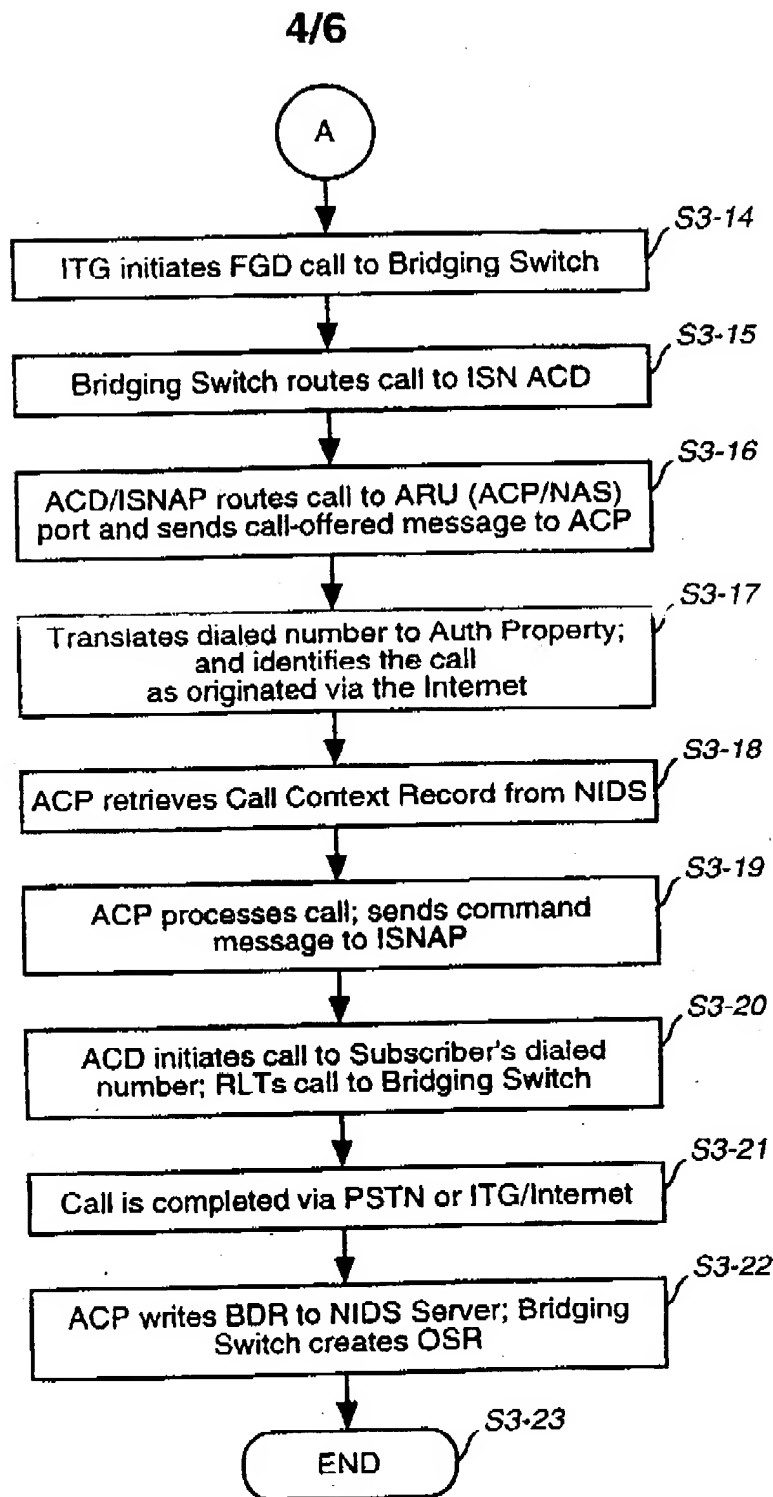 4/6
A
S3-14
ITG initiates FGD call to Bridging Switch
S3-15
Bridging Switch routes call to ISN ACD
S3-16
ACD/ISNAP routes call to ARU (ACP/NAS)
port and sends call-offered message to ACP
S3-17
Translates dialed number to Auth Property;
and identifies the call
as originated via the Internet
S3-18
ACP retrieves Call Context Record from NIDS
S3-19
ACP processes call; sends command
message to ISNAP
S3-20
ACD initiates call to Subscriber's dialed
number; RLTs call to Bridging Switch
S3-21
Call is completed via PSTN or ITG/Internet
S3-22
ACP writes BDR to NIDS Server; Bridging
Switch creates OSR
S3-23
END